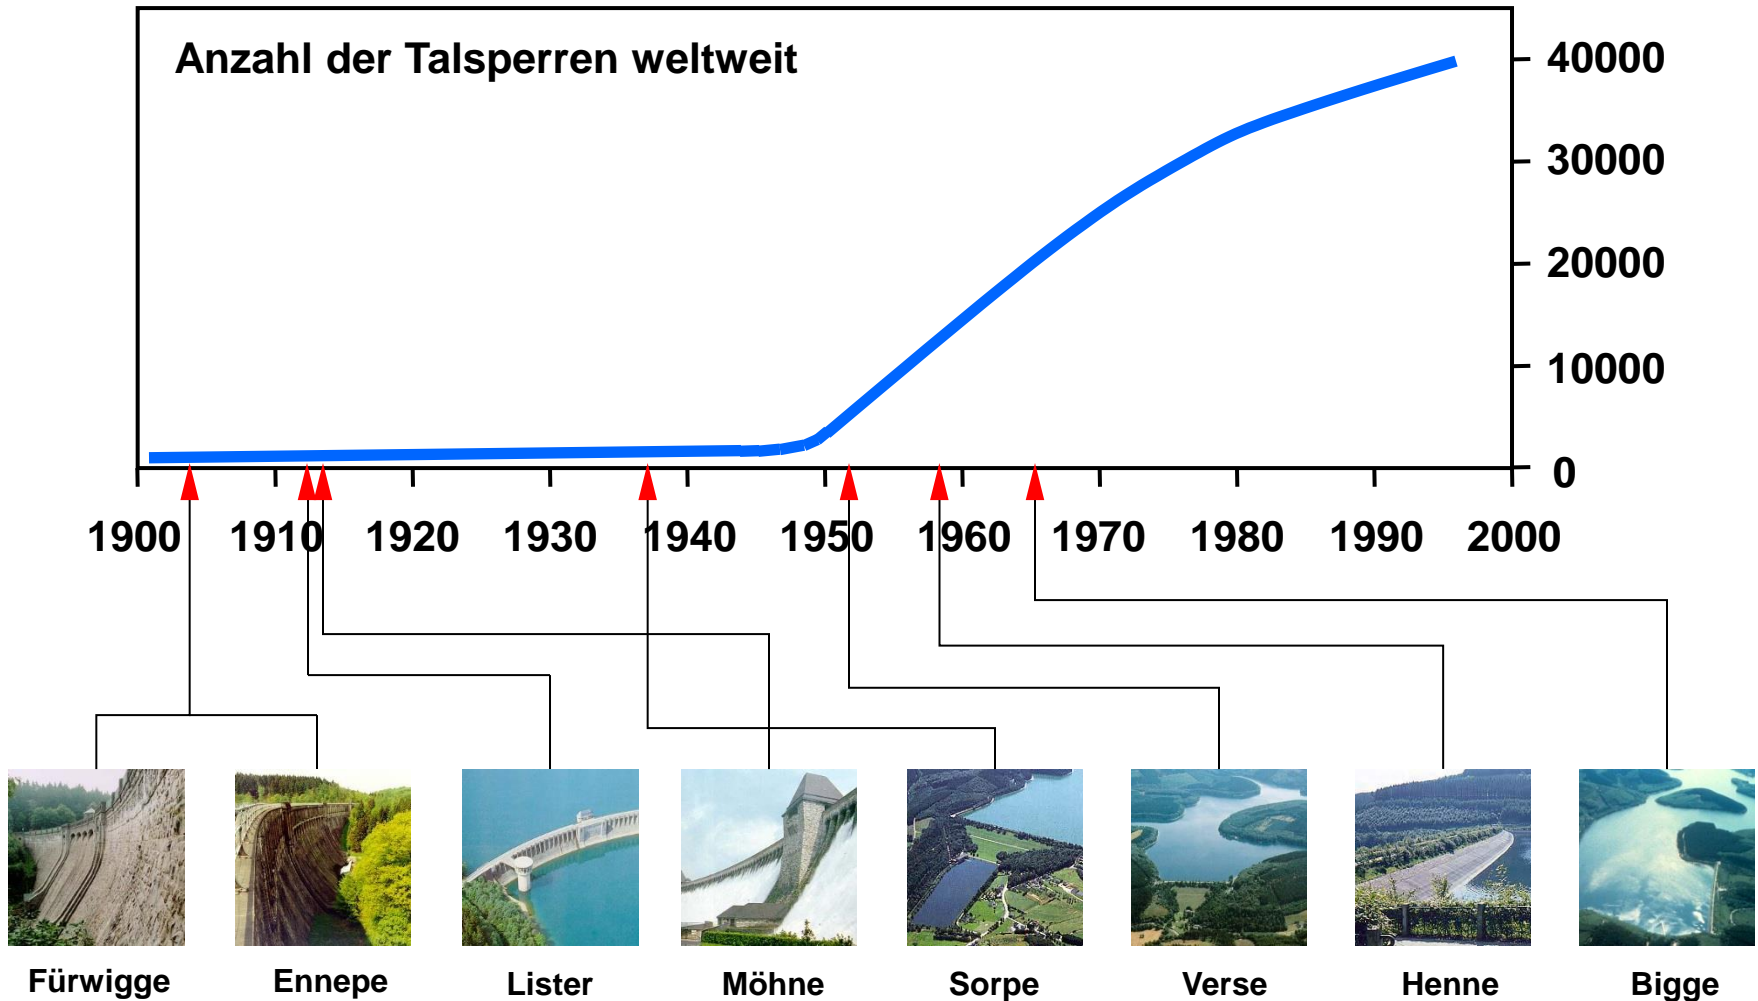 Anzahl der Talsperren weltweit
40000
30000
20000
10000
0
1900 1910 1920 1930 1940 1950 1960 1970 1980 1990 2000
Fürwigge Ennepe Lister Möhne Sorpe Verse Henne Bigge